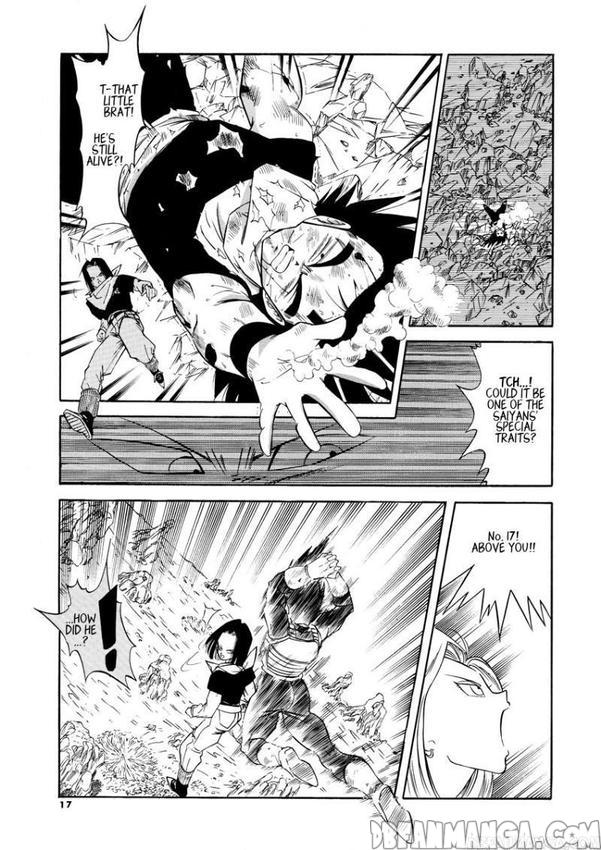 T-THAT
LITTLE
BRAT!
HE'S
STILL
ALIVE?!
TCH...!
COULD IT BE
ONE OF THE
SAIYANS'
SPECIAL
TRAITS?
No. 17!
ABOVE YOU!!
...HOW
DID HE
...?
!
17
DBFANMANGA.COM